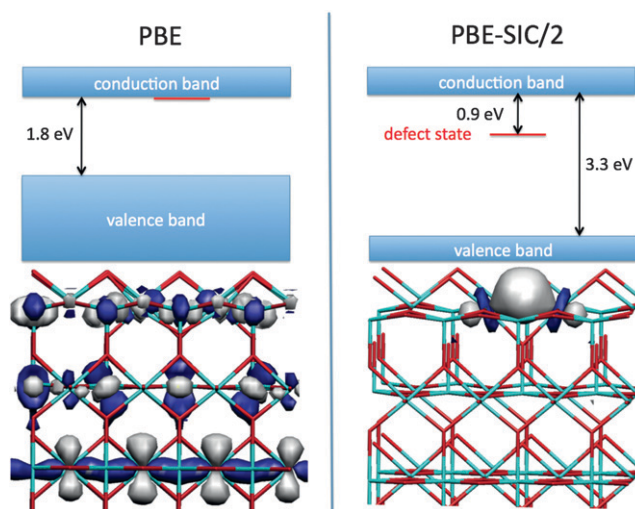 PBE
conduction band
1.8 eV
valence band
PBE-SIC/2
conduction band
0.9 eV
defect state
3.3 eV
valence band